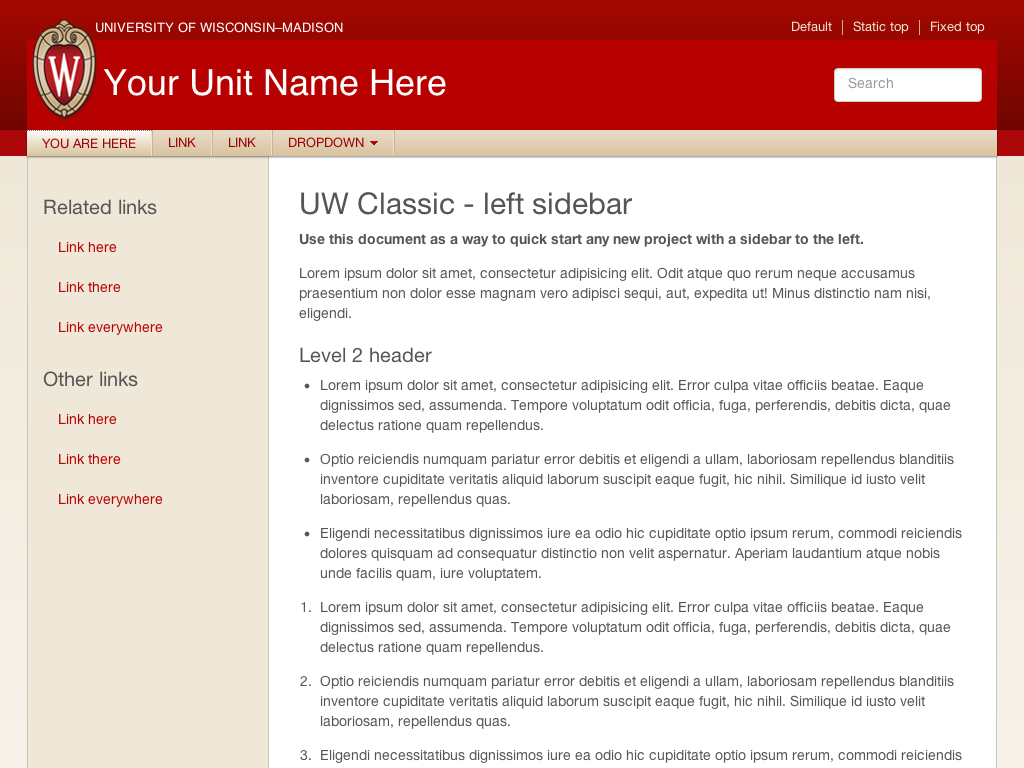 UNIVERSITY OF WISCONSIN–MADISON
Default
Static top
Fixed top
W
Your Unit Name Here
Search
YOU ARE HERE
LINK
LINK
DROPDOWN
Related links
Link here
Link there
Link everywhere
Other links
Link here
Link there
Link everywhere
UW Classic - left sidebar
Use this document as a way to quick start any new project with a sidebar to the left.
Lorem ipsum dolor sit amet, consectetur adipisicing elit. Odit atque quo rerum neque accusamus
praesentium non dolor esse magnam vero adipisci sequi, aut, expedita ut! Minus distinctio nam nisi,
eligendi.
Level 2 header
• Lorem ipsum dolor sit amet, consectetur adipisicing elit. Error culpa vitae officiis beatae. Eaque
dignissimos sed, assumenda. Tempore voluptatum odit officia, fuga, perferendis, debitis dicta, quae
delectus ratione quam repellendus.
• Optio reiciendis numquam pariatur error debitis et eligendi a ullam, laboriosam repellendus blanditiis
inventore cupiditate veritatis aliquid laborum suscipit eaque fugit, hic nihil. Similique id iusto velit
laboriosam, repellendus quas.
• Eligendi necessitatibus dignissimos iure ea odio hic cupiditate optio ipsum rerum, commodi reiciendis
dolores quisquam ad consequatur distinctio non velit aspernatur. Aperiam laudantium atque nobis
unde facilis quam, iure voluptatem.
1. Lorem ipsum dolor sit amet, consectetur adipisicing elit. Error culpa vitae officiis beatae. Eaque
dignissimos sed, assumenda. Tempore voluptatum odit officia, fuga, perferendis, debitis dicta, quae
delectus ratione quam repellendus.
2. Optio reiciendis numquam pariatur error debitis et eligendi a ullam, laboriosam repellendus blanditiis
inventore cupiditate veritatis aliquid laborum suscipit eaque fugit, hic nihil. Similique id iusto velit
laboriosam, repellendus quas.
3. Eligendi necessitatibus dignissimos iure ea odio hic cupiditate optio ipsum rerum, commodi reiciendis